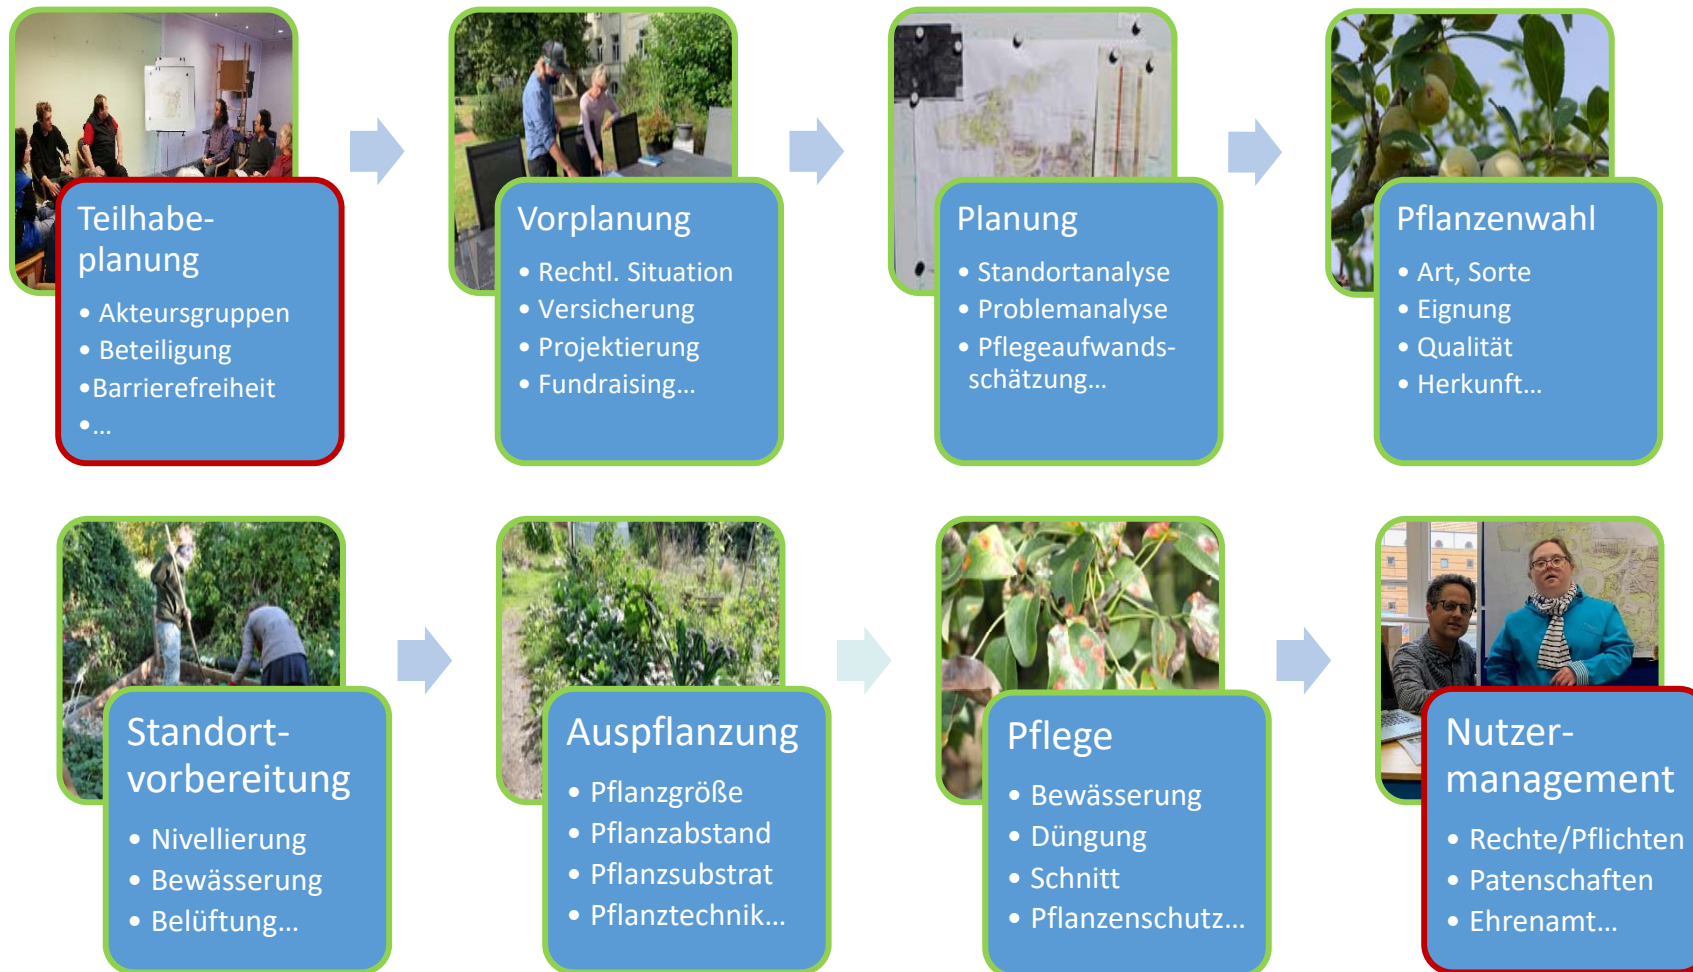 Teilhabe-
planung
• Akteursgruppen
• Beteiligung
•Barrierefreiheit
•...
Vorplanung
• Rechtl. Situation
• Versicherung
• Projektierung
• Fundraising...
Planung
• Standortanalyse
• Problemanalyse
• Pflegeaufwands-
schätzung...
Pflanzenwahl
• Art, Sorte
• Eignung
• Qualität
• Herkunft...
Standort-
vorbereitung
• Nivellierung
• Bewässerung
• Belüftung...
Auspflanzung
• Pflanzgröße
• Pflanzabstand
• Pflanzsubstrat
• Pflanztechnik...
Pflege
• Bewässerung
• Düngung
• Schnitt
• Pflanzenschutz...
Nutzer-
management
• Rechte/Pflichten
• Patenschaften
• Ehrenamt...